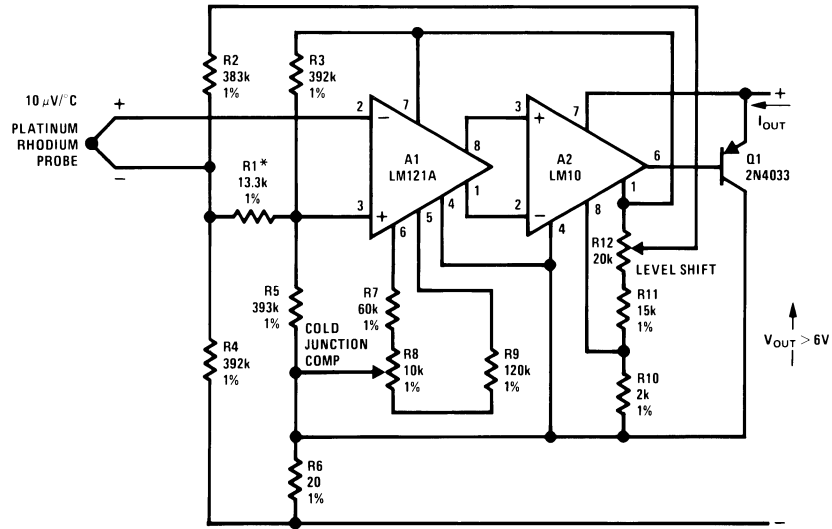 R2
383k
1%
R3
392k
1%
10 μV/°C
+
PLATINUM
RHODIUM
PROBE
−
2
−
7
3
+
7
+
IOUT
R1*
13.3k
1%
A1
LM121A
8
1
A2
LM10
6
Q1
2N4033
3
+
6
5
4
2
−
4
8
1
R12
20k
LEVEL SHIFT
R5
393k
1%
COLD
JUNCTION
COMP
R7
60k
1%
R11
15k
1%
VOUT > 6V
R4
392k
1%
R8
10k
1%
R9
120k
1%
R10
2k
1%
R6
20
1%
−